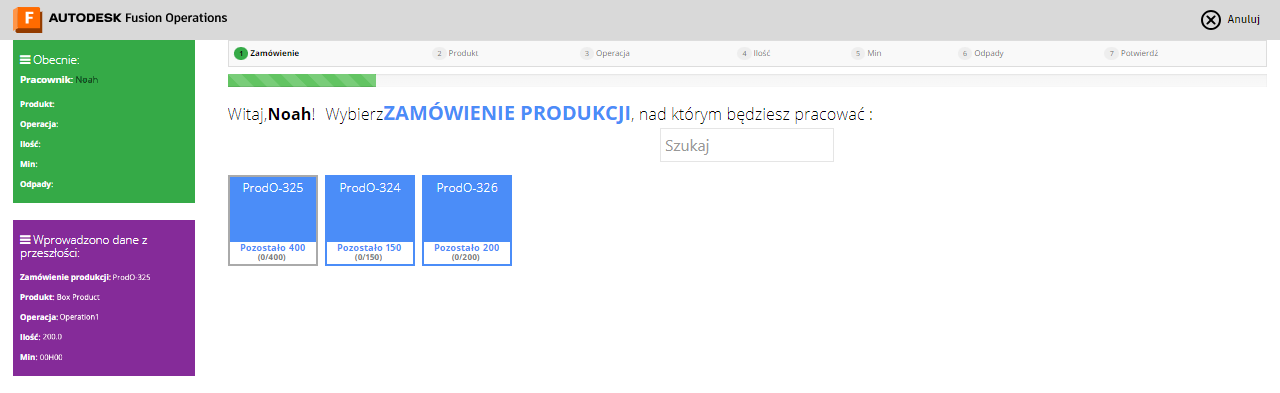 F AUTODESK Fusion Operations
Anuluj
Obecnie:
Pracownik: Noah
Produkt:
Operacja:
Ilość:
Min:
Odpady:
Wprowadzono dane z
przeszłości:
Zamówienie produkcji: ProdO-325
Produkt: Box Product
Operacja: Operation1
Ilość: 200.0
Min: 00H00
1 Zamówienie
2 Produkt
3 Operacja
4 Ilość
5 Min
6 Odpady
7 Potwierdź
Witaj,Noah! WybierzZAMÓWIENIE PRODUKCJI, nad którym będziesz pracować :
Szukaj
ProdO-325
Pozostało 400
(0/400)
ProdO-324
Pozostało 150
(0/150)
ProdO-326
Pozostało 200
(0/200)